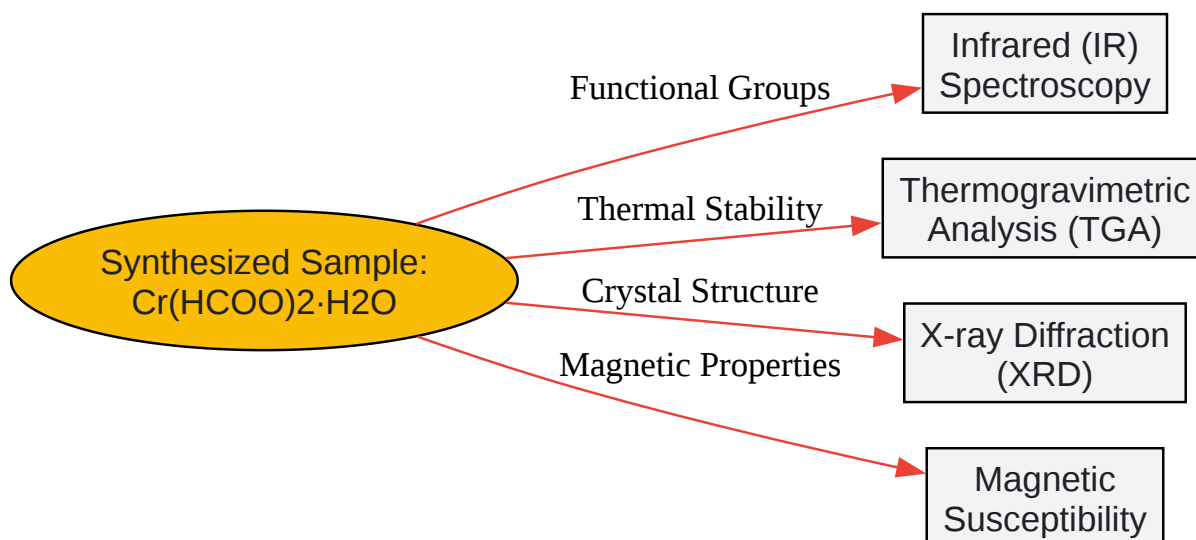 Synthesized Sample:
Cr(HCOO)2·H2O
Functional Groups
Infrared (IR)
Spectroscopy
Thermal Stability
Thermogravimetric
Analysis (TGA)
Crystal Structure
X-ray Diffraction
(XRD)
Magnetic Properties
Magnetic
Susceptibility